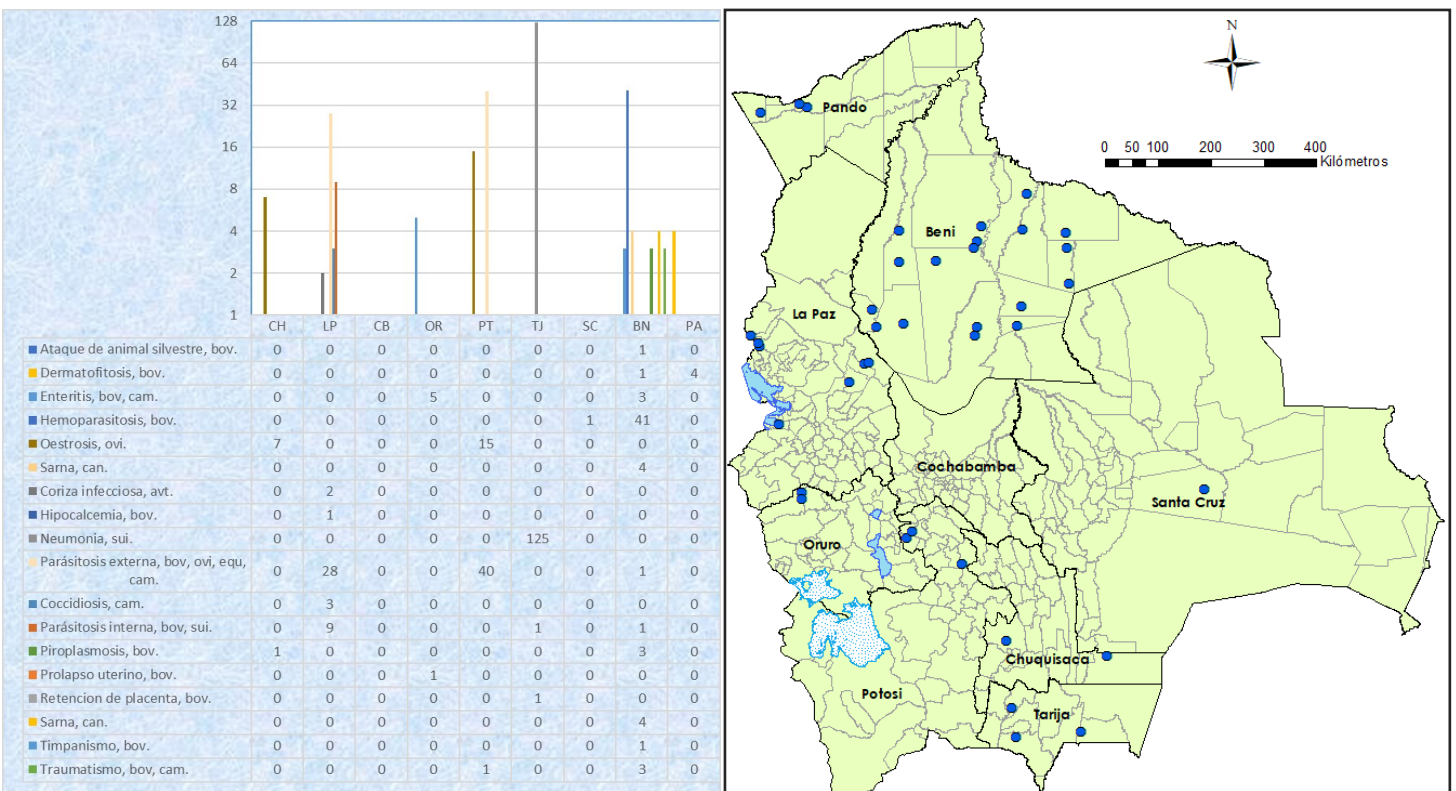 128
64
32
16
8
4
2
1
CH LP CB OR PT TJ SC BN PA
Ataque de animal silvestre, bov. 0 0 0 0 0 0 0 1 0
Dermatofitosis, bov. 0 0 0 0 0 0 0 1 4
Enteritis, bov, cam. 0 0 0 5 0 0 0 3 0
Hemoparasitosis, bov. 0 0 0 0 0 0 1 41 0
Oestrosis, ovi. 7 0 0 0 15 0 0 0 0
Sarna, can. 0 0 0 0 0 0 0 4 0
Coriza infecciosa, avt. 0 2 0 0 0 0 0 0 0
Hipocalcemia, bov. 0 1 0 0 0 0 0 0 0
Neumonia, sui. 0 0 0 0 0 125 0 0 0
Parásitosis externa, bov, ovi, equ,
cam. 0 28 0 0 40 0 0 1 0
Coccidiosis, cam. 0 3 0 0 0 0 0 0 0
Parásitosis interna, bov, sui. 0 9 0 0 0 1 0 1 0
Piroplasmosis, bov. 1 0 0 0 0 0 0 3 0
Prolapso uterino, bov. 0 0 0 1 0 0 0 0 0
Retencion de placenta, bov. 0 0 0 0 0 1 0 0 0
Sarna, can. 0 0 0 0 0 0 0 4 0
Timpanismo, bov. 0 0 0 0 0 0 0 1 0
Traumatismo, bov, cam. 0 0 0 0 1 0 0 3 0
N
Pando
0 50 100 200 300 400
Kilómetros
Beni
La Paz
Cochabamba
Santa Cruz
Oruro
Chuquisaca
Potosi
Tarija